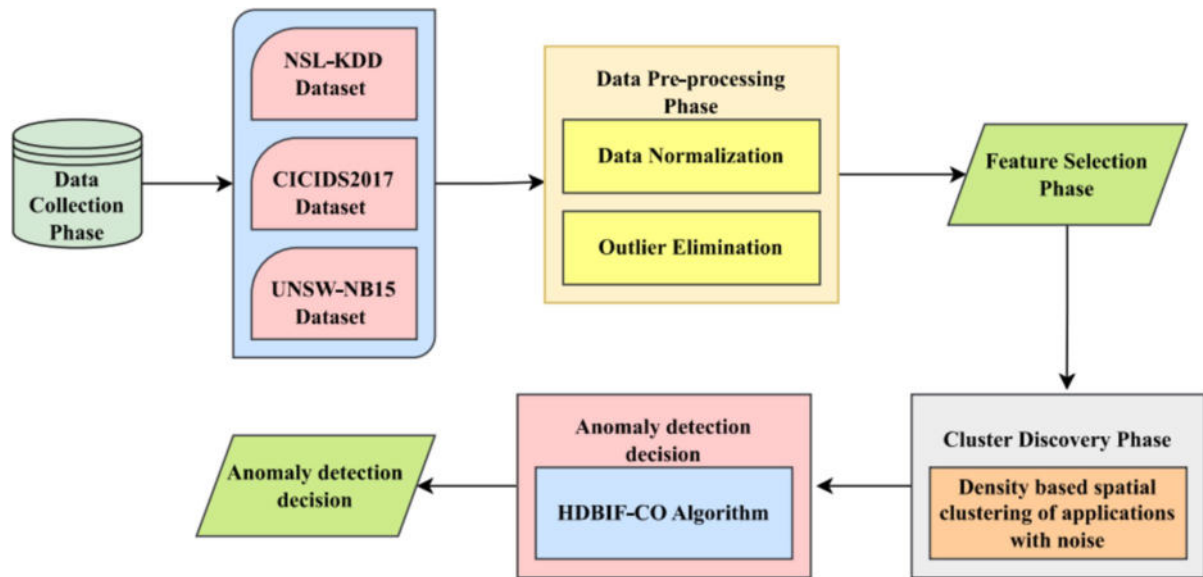 Data
Collection
Phase
NSL-KDD
Dataset
CICIDS2017
Dataset
UNSW-NB15
Dataset
Data Pre-processing
Phase
Data Normalization
Outlier Elimination
Feature Selection
Phase
Cluster Discovery Phase
Density based spatial
clustering of applications
with noise
Anomaly detection
decision
HDBIF-CO Algorithm
Anomaly detection
decision